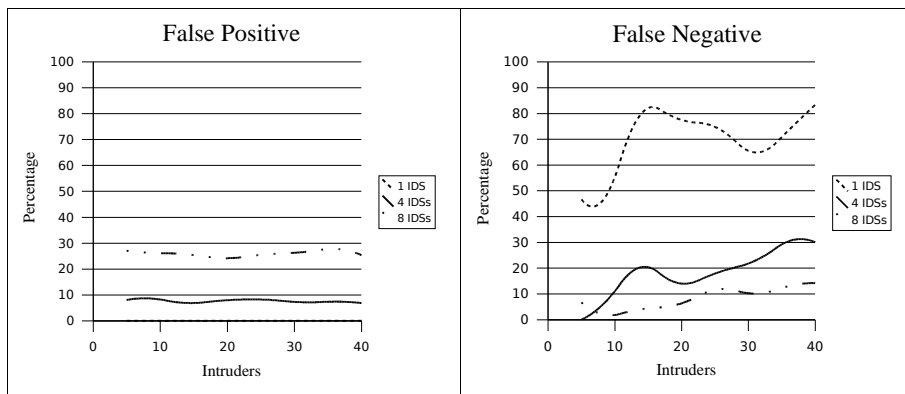 False Positive
100
90
80
70
60
50
40
30
20
10
0
Percentage
0 10 20 30 40
Intruders
1 IDS
4 IDSs
8 IDSs
False Negative
100
90
80
70
60
50
40
30
20
10
0
Percentage
0 10 20 30 40
Intruders
1 IDS
4 IDSs
8 IDSs